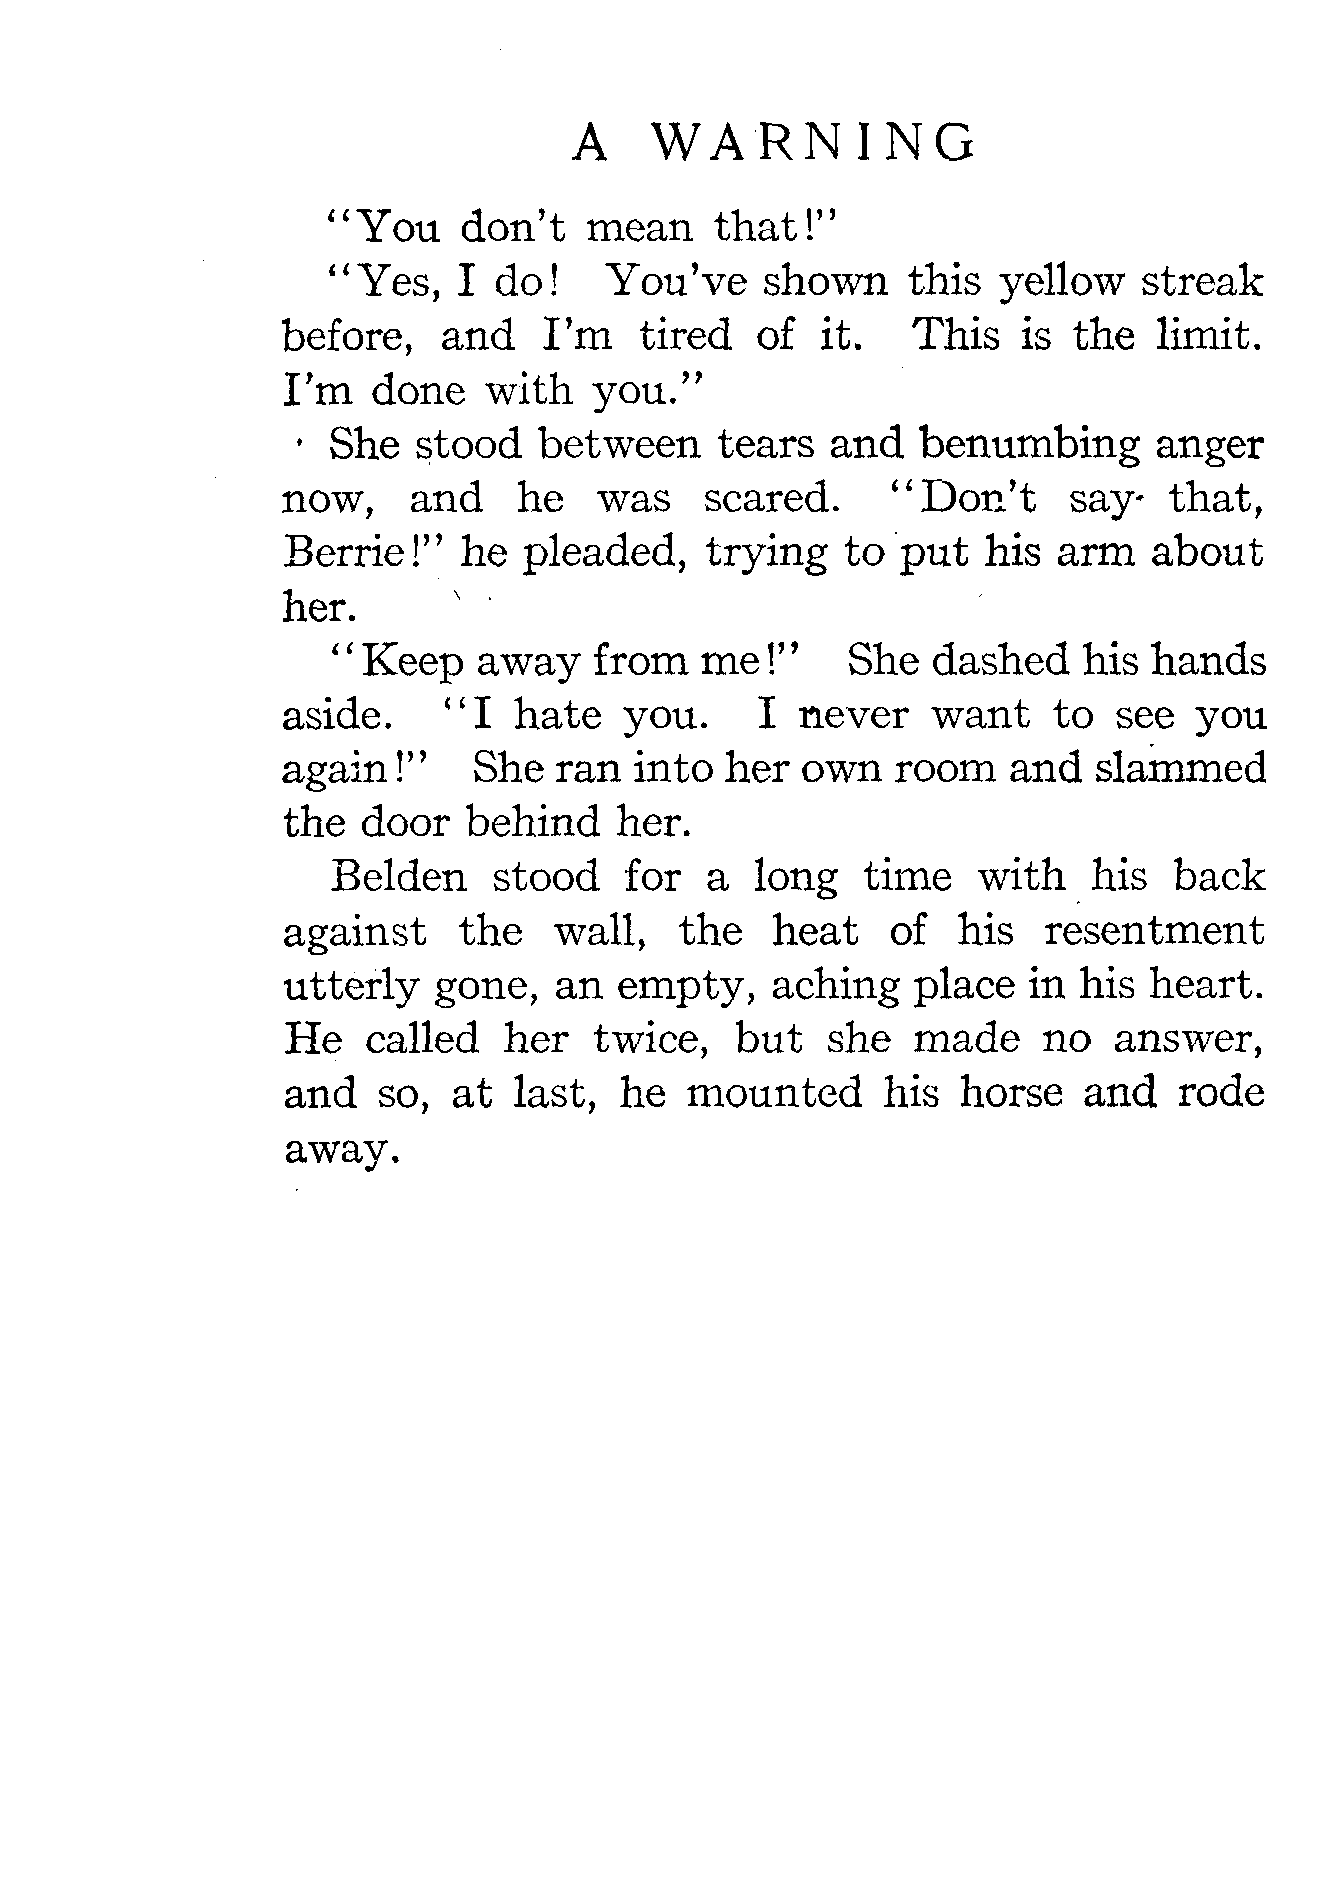 A WARNING
"You don't mean that!"
"Yes, I do! You've shown this yellow streak
before, and I'm tired of it. This is the limit.
I'm done with you."
She stood between tears and benumbing anger
now, and he was scared. "Don't say that,
Berrie!" he pleaded, trying to put his arm about
her.
"Keep away from me!" She dashed his hands
aside. "I hate you. I never want to see you
again!" She ran into her own room and slammed
the door behind her.
Belden stood for a long time with his back
against the wall, the heat of his resentment
utterly gone, an empty, aching place in his heart.
He called her twice, but she made no answer,
and so, at last, he mounted his horse and rode
away.